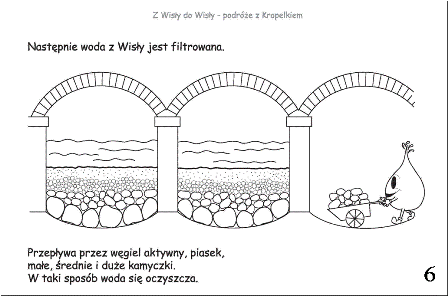 Z Wisły do Wisły - podróże z Kropelkiem
Następnie woda z Wisły jest filtrowana.
Przepływa przez węgiel aktywny, piasek,
małe, średnie i duże kamyczki.
W taki sposób woda się oczyszcza.
6